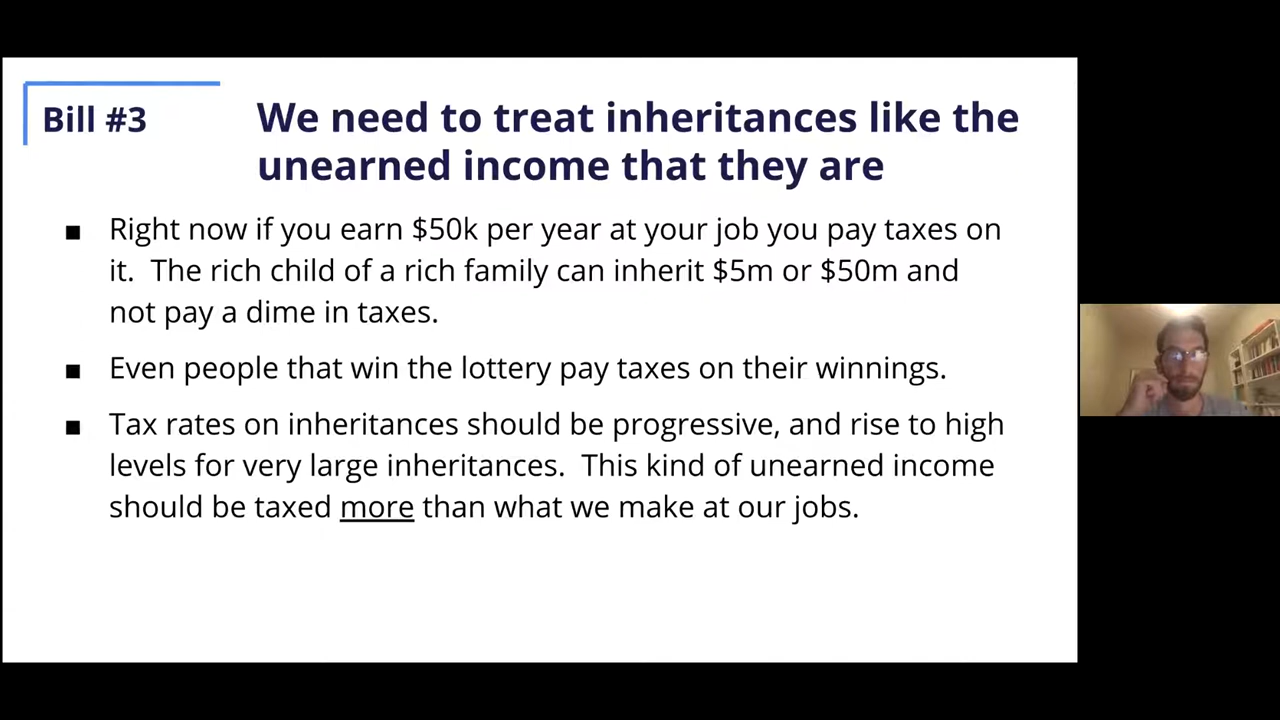 Bill #3
We need to treat inheritances like the
unearned income that they are
▪ Right now if you earn $50k per year at your job you pay taxes on
it.  The rich child of a rich family can inherit $5m or $50m and
not pay a dime in taxes.
▪ Even people that win the lottery pay taxes on their winnings.
▪ Tax rates on inheritances should be progressive, and rise to high
levels for very large inheritances.  This kind of unearned income
should be taxed more than what we make at our jobs.